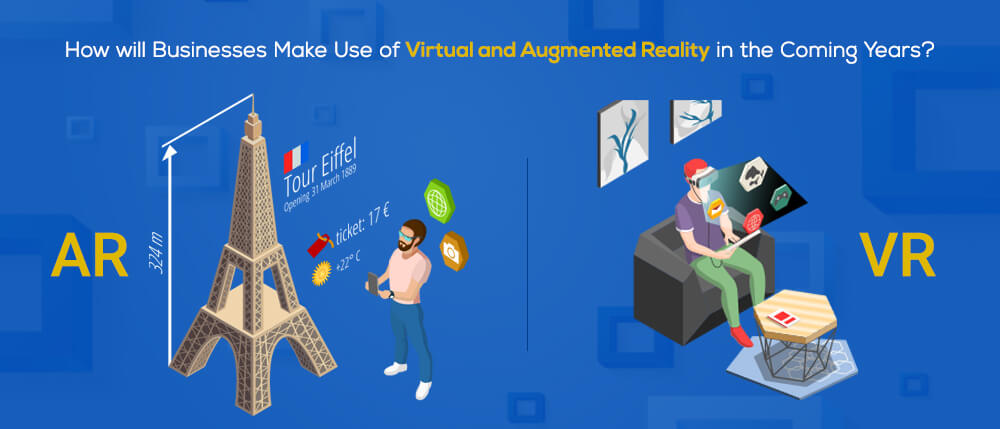 How will Businesses Make Use of Virtual and Augmented Reality in the Coming Years?
AR
324 m
Tour Eiffel
Opening 31 March 1889
ticket: 17 €
+22° C
VR